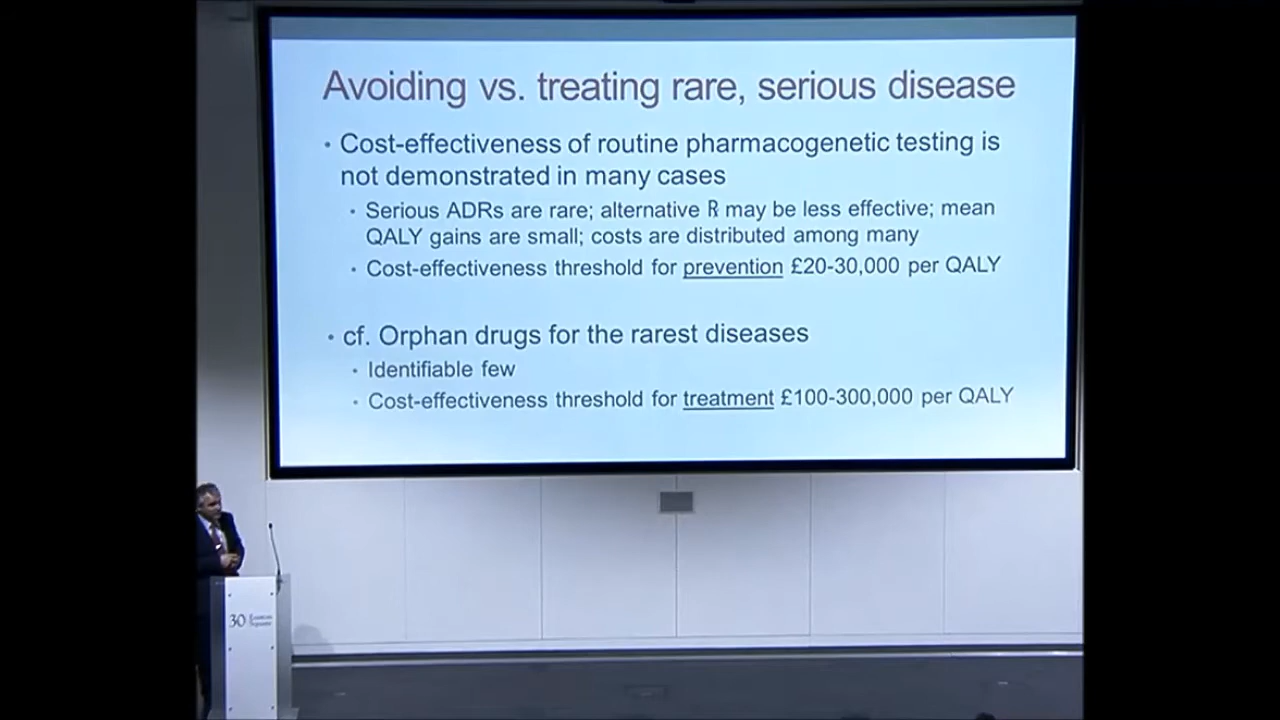 Avoiding vs. treating rare, serious disease
• Cost-effectiveness of routine pharmacogenetic testing is
not demonstrated in many cases
• Serious ADRs are rare; alternative R may be less effective; mean
QALY gains are small; costs are distributed among many
• Cost-effectiveness threshold for prevention £20-30,000 per QALY
• cf. Orphan drugs for the rarest diseases
• Identifiable few
• Cost-effectiveness threshold for treatment £100-300,000 per QALY
30